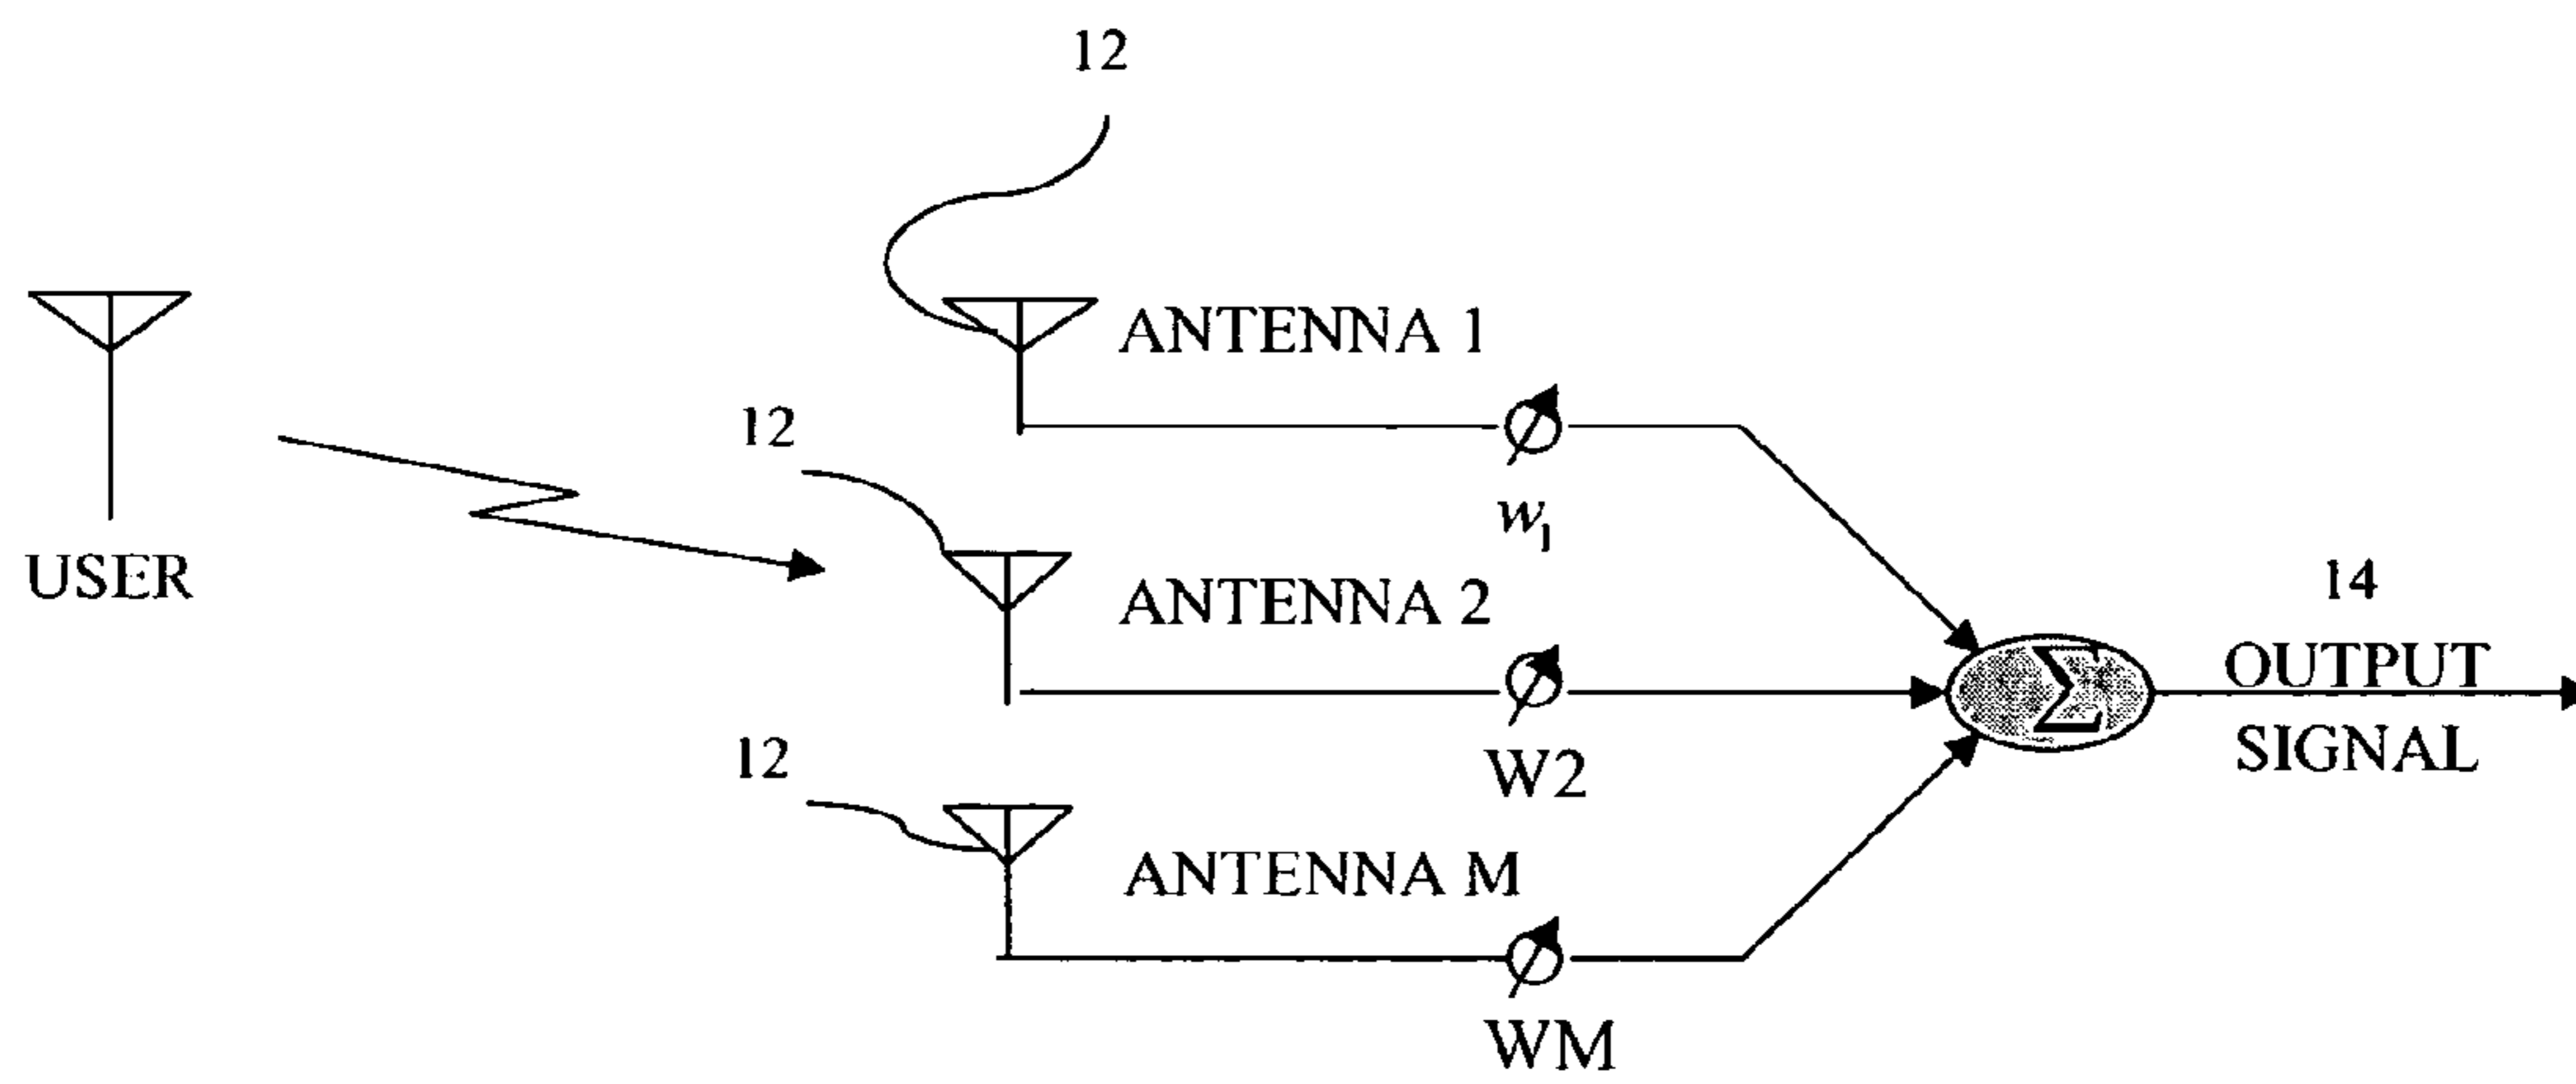 12
ANTENNA 1
12
w1
USER
ANTENNA 2
14
OUTPUT
Σ
SIGNAL
W2
12
ANTENNA M
WM